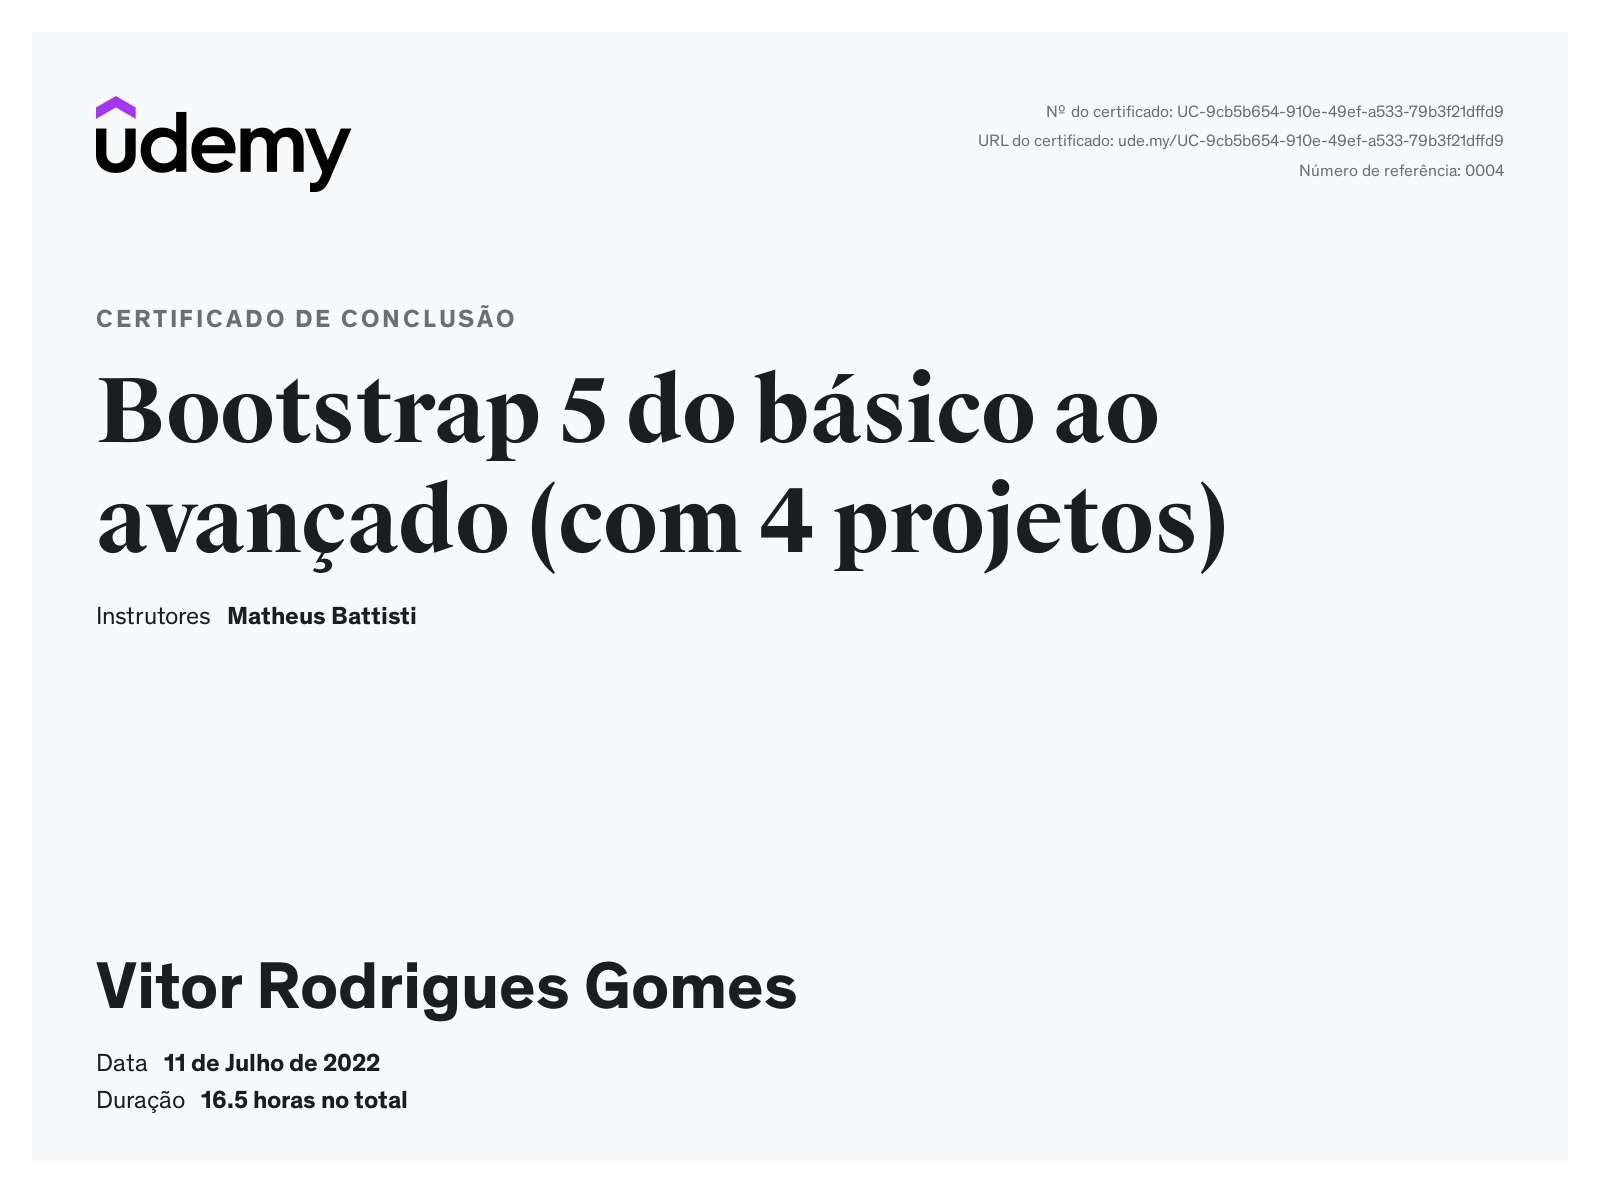 udemy
Nº do certificado: UC-9cb5b654-910e-49ef-a533-79b3f21dffd9
URL do certificado: ude.my/UC-9cb5b654-910e-49ef-a533-79b3f21dffd9
Número de referência: 0004
CERTIFICADO DE CONCLUSÃO
Bootstrap 5 do básico ao
avançado (com 4 projetos)
Instrutores Matheus Battisti
Vitor Rodrigues Gomes
Data 11 de Julho de 2022
Duração 16.5 horas no total